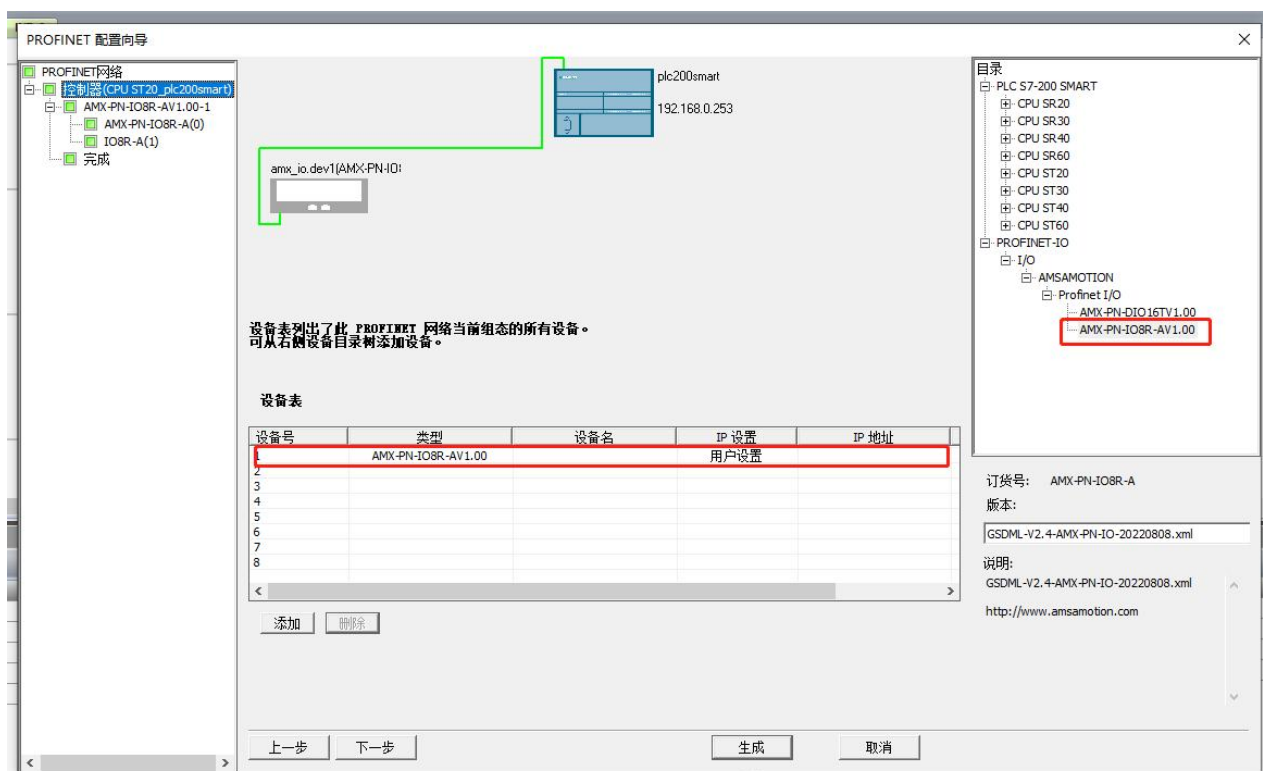 PROFINET 配置向导
PROFINET网络
控制器(CPU ST20_plc200smart)
AMX-PN-IO8R-AV1.00-1
AMX-PN-IO8R-A(0)
IO8R-A(1)
完成
plc200smart
192.168.0.253
amx_io.dev1(AMX-PN-IO
设备表列出了此 PROFINET 网络当前组态的所有设备。
可从右侧设备目录树添加设备。
设备表
设备号 类型 设备名 IP 设置 IP 地址
1 AMX-PN-IO8R-AV1.00 用户设置
2
3
4
5
6
7
8
添加 删除
上一步 下一步 生成 取消
目录
PLC S7-200 SMART
CPU SR20
CPU SR30
CPU SR40
CPU SR60
CPU ST20
CPU ST30
CPU ST40
CPU ST60
PROFINET-IO
I/O
AMSAMOTION
Profinet I/O
AMX-PN-DIO16TV1.00
AMX-PN-IO8R-AV1.00
订货号: AMX-PN-IO8R-A
版本:
GSDML-V2.4-AMX-PN-IO-20220808.xml
说明:
GSDML-V2.4-AMX-PN-IO-20220808.xml
http://www.amsamotion.com